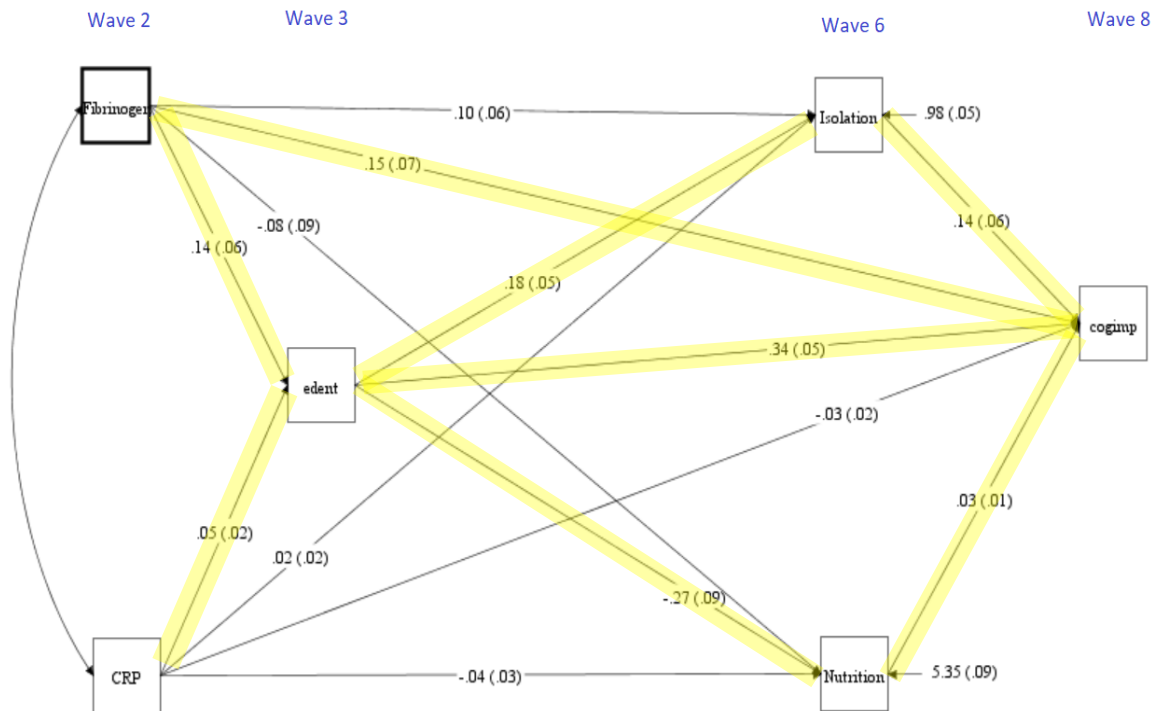 Wave 2
Wave 3
Wave 6
Wave 8
Fibrinogen
.10 (.06)
Isolation
.98 (.05)
.15 (.07)
-.08 (.09)
.14 (.06)
.14 (.06)
.18 (.05)
cogimp
.34 (.05)
edent
-.03 (.02)
.03 (.01)
.05 (.02)
.02 (.02)
-.27 (.09)
CRP
-.04 (.03)
Nutrition
5.35 (.09)